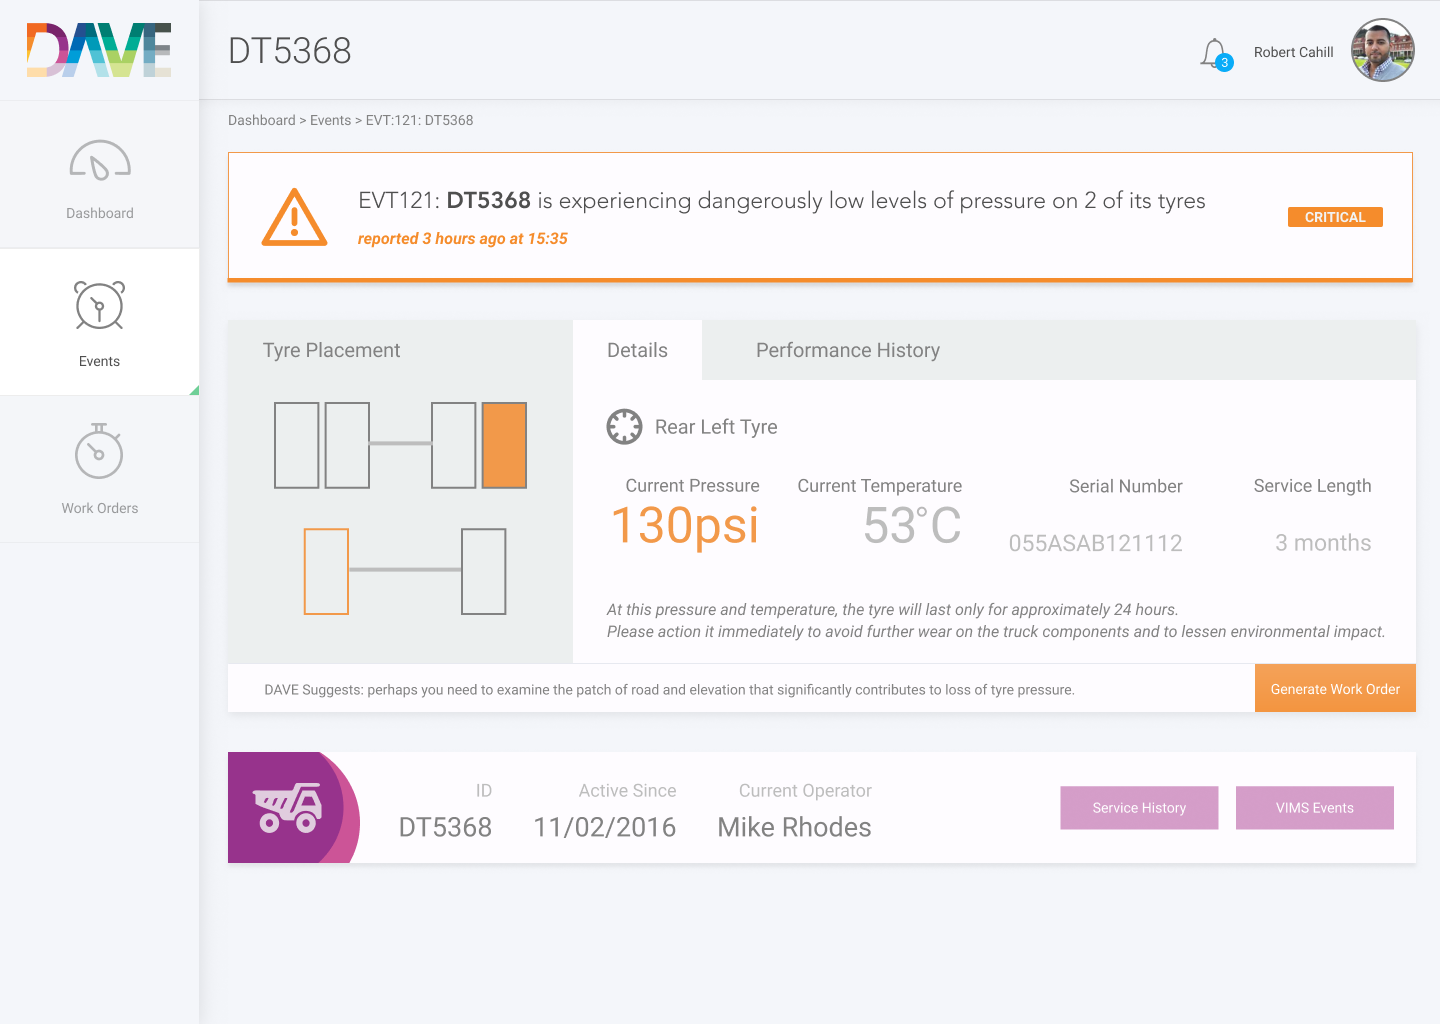 DAVE
DT5368
3
Robert Cahill
Dashboard > Events > EVT:121: DT5368
Dashboard
Events
Work Orders
EVT121: DT5368 is experiencing dangerously low levels of pressure on 2 of its tyres
reported 3 hours ago at 15:35
CRITICAL
Tyre Placement
Details
Performance History
Rear Left Tyre
Current Pressure
130psi
Current Temperature
53°C
Serial Number
055ASAB121112
Service Length
3 months
At this pressure and temperature, the tyre will last only for approximately 24 hours.
Please action it immediately to avoid further wear on the truck components and to lessen environmental impact.
DAVE Suggests: perhaps you need to examine the patch of road and elevation that significantly contributes to loss of tyre pressure.
Generate Work Order
ID
DT5368
Active Since
11/02/2016
Current Operator
Mike Rhodes
Service History
VIMS Events